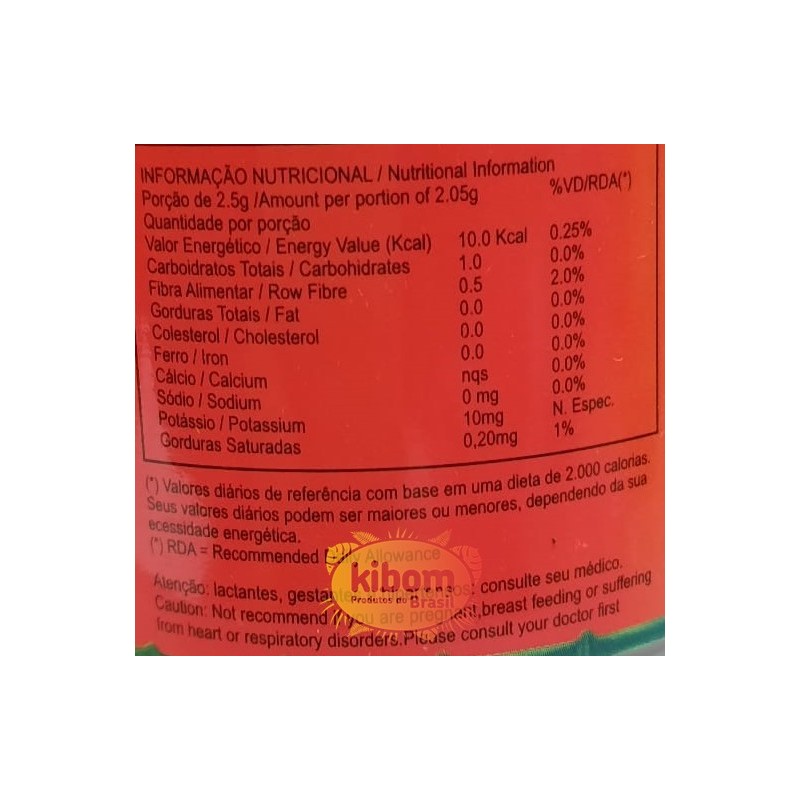 INFORMAÇÃO NUTRICIONAL / Nutritional Information
Porção de 2.5g /Amount per portion of 2.05g %VD/RDA(*)
Quantidade por porção
Valor Energético / Energy Value (Kcal) 10.0 Kcal 0.25%
Carboidratos Totais / Carbohidrates 1.0 0.0%
Fibra Alimentar / Row Fibre 0.5 2.0%
Gorduras Totais / Fat 0.0 0.0%
Colesterol / Cholesterol 0.0 0.0%
Ferro / Iron 0.0 0.0%
Cálcio / Calcium nqs 0.0%
Sódio / Sodium 0 mg 0.0%
Potássio / Potassium 10mg N. Espec.
Gorduras Saturadas 0,20mg 1%
(*) Valores diários de referência com base em uma dieta de 2.000 calorias.
Seus valores diários podem ser maiores ou menores, dependendo da sua
ecessidade energética.
(*) RDA = Recommended Daily Allowance
kibom
Produtos do Brasil
Atenção: lactantes, consulte seu médico.
Caution: Not recommend you are pregnant,breast feeding or suffering
from heart or respiratory disorders.Please consult your doctor first